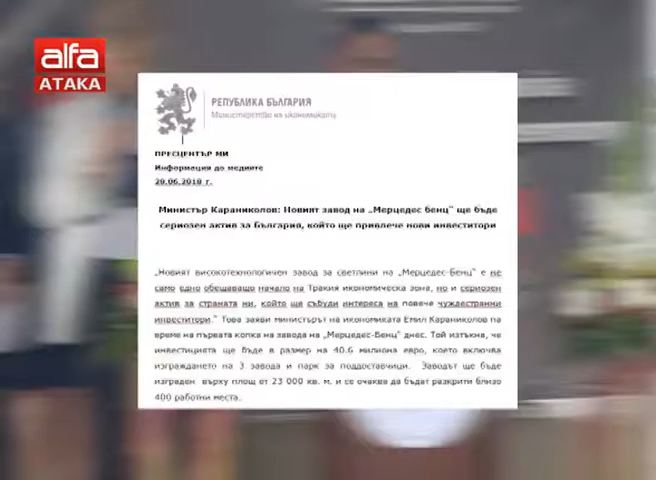 alfa
АТАКА
РЕПУБЛИКА БЪЛГАРИЯ
Министерство на икономиката
ПРЕСЦЕНТЪР МИ
Информация до медиите
28.06.2018 г.
Министър Караниколов: Новият завод на „Мерцедес бенц“ ще бъде
сериозен актив за България, който ще привлече нови инвеститори
„Новият високотехнологичен завод за светлини на „Мерцедес-Бенц“ е не
само едно обещаващо начало на Тракия икономическа зона, но и сериозен
актив за страната ни, който ще събуди интереса на повече чуждестранни
инвеститори.“ Това заяви министърът на икономиката Емил Караниколов па
време на първата копка на завода на „Мерцедес-Бенц“ днес. Той изтъкна, че
инвестицията ще бъде в размер на 40.6 милиона евро, което включва
изграждането на 3 завода и парк за поддоставчици. Заводът ще бъде
изграден върху площ от 23 000 кв. м. и се очаква да бъдат разкрити близо
400 работни места.